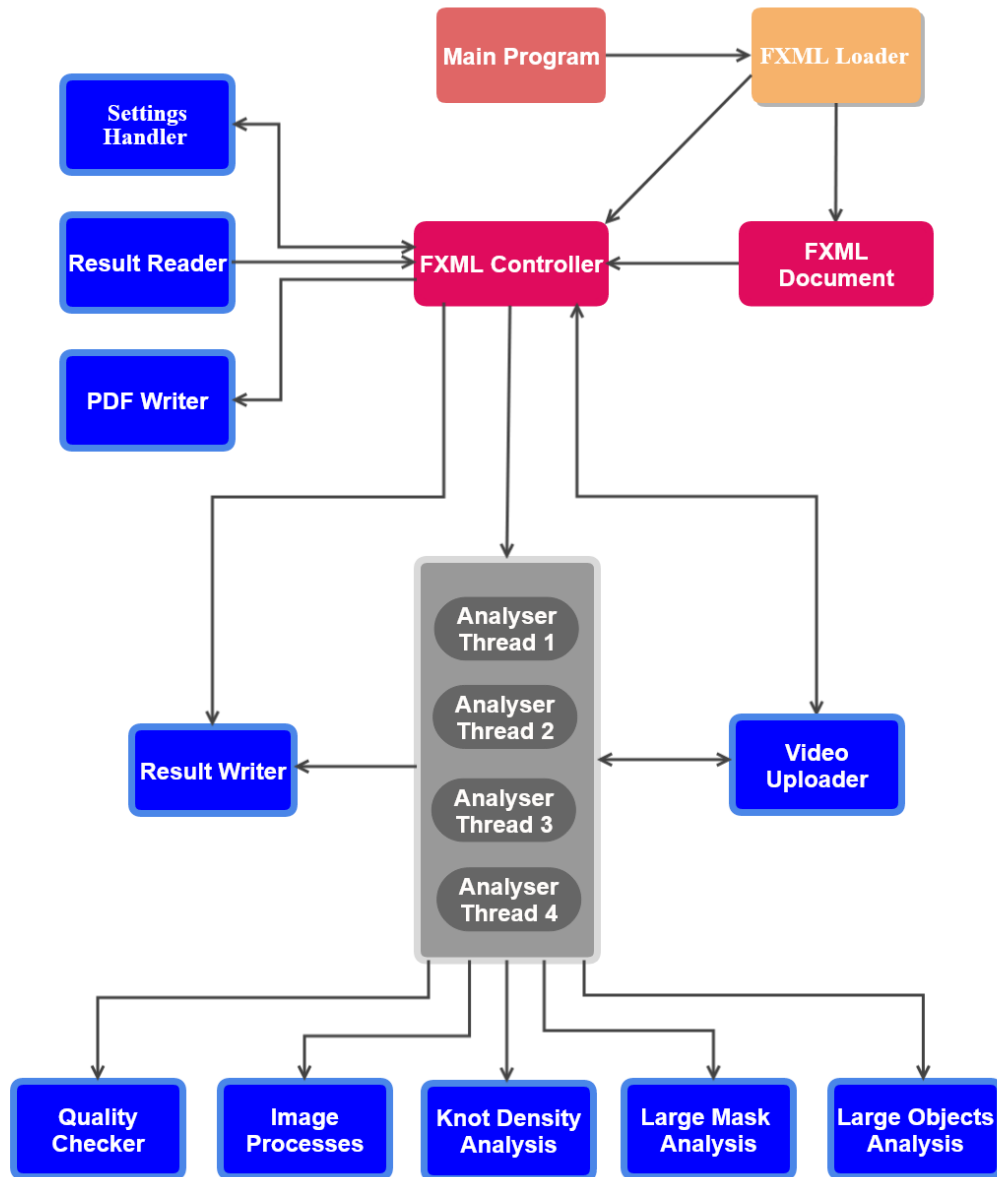 Main Program
FXML Loader
Settings
Handler
Result Reader
FXML Controller
FXML
Document
PDF Writer
Analyser
Thread 1
Analyser
Thread 2
Result Writer
Video
Uploader
Analyser
Thread 3
Analyser
Thread 4
Quality
Checker
Image
Processes
Knot Density
Analysis
Large Mask
Analysis
Large Objects
Analysis